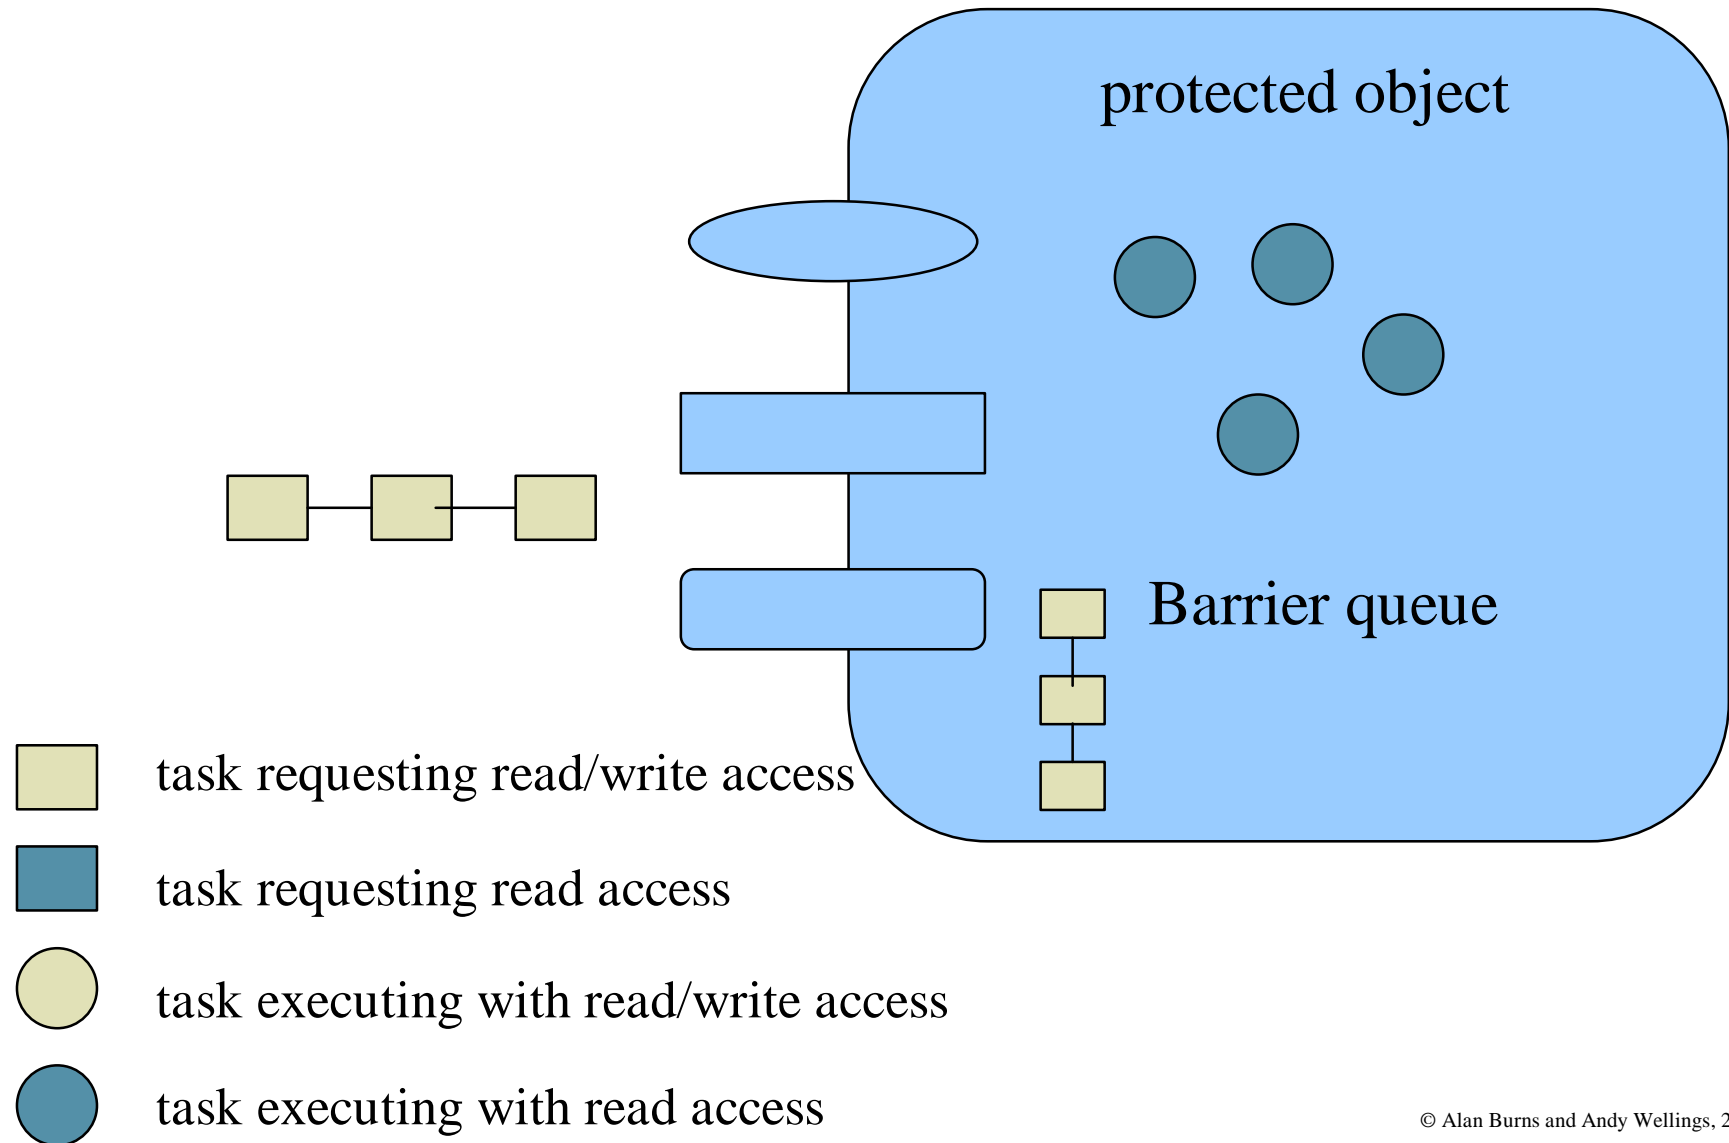 protected object
Barrier queue
task requesting read/write access
task requesting read access
task executing with read/write access
task executing with read access
© Alan Burns and Andy Wellings, 2